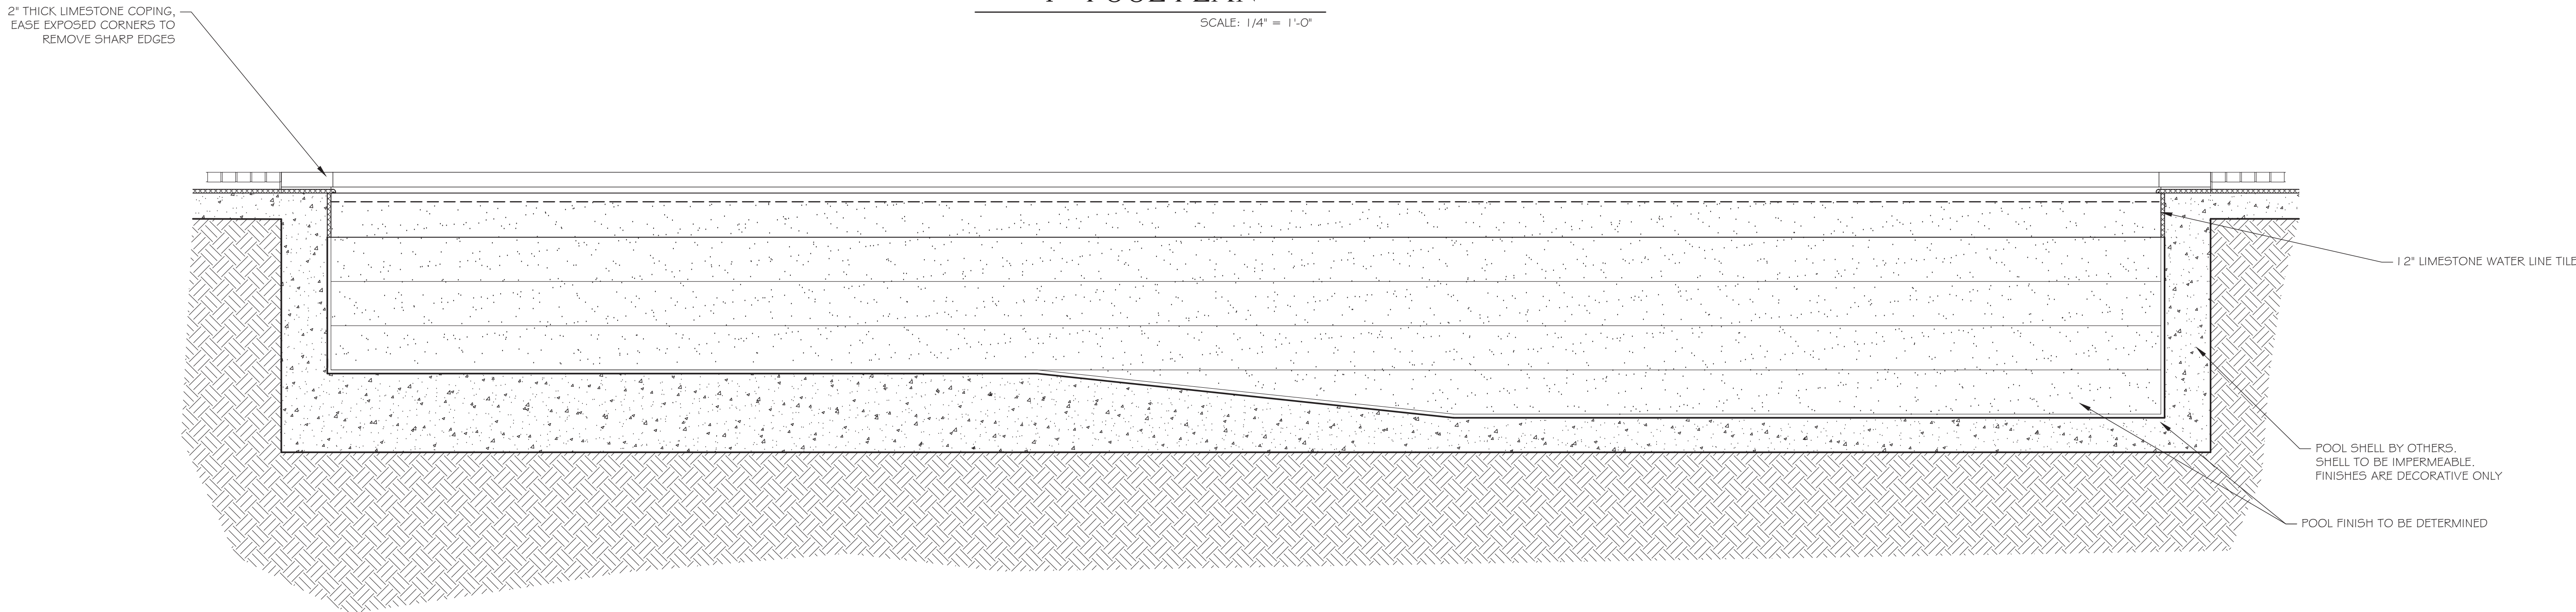 SCALE: 1/4" = 1'-0"
2" THICK LIMESTONE COPING,
EASE EXPOSED CORNERS TO
REMOVE SHARP EDGES
12" LIMESTONE WATER LINE TILE
POOL SHELL BY OTHERS.
SHELL TO BE IMPERMEABLE.
FINISHES ARE DECORATIVE ONLY
POOL FINISH TO BE DETERMINED